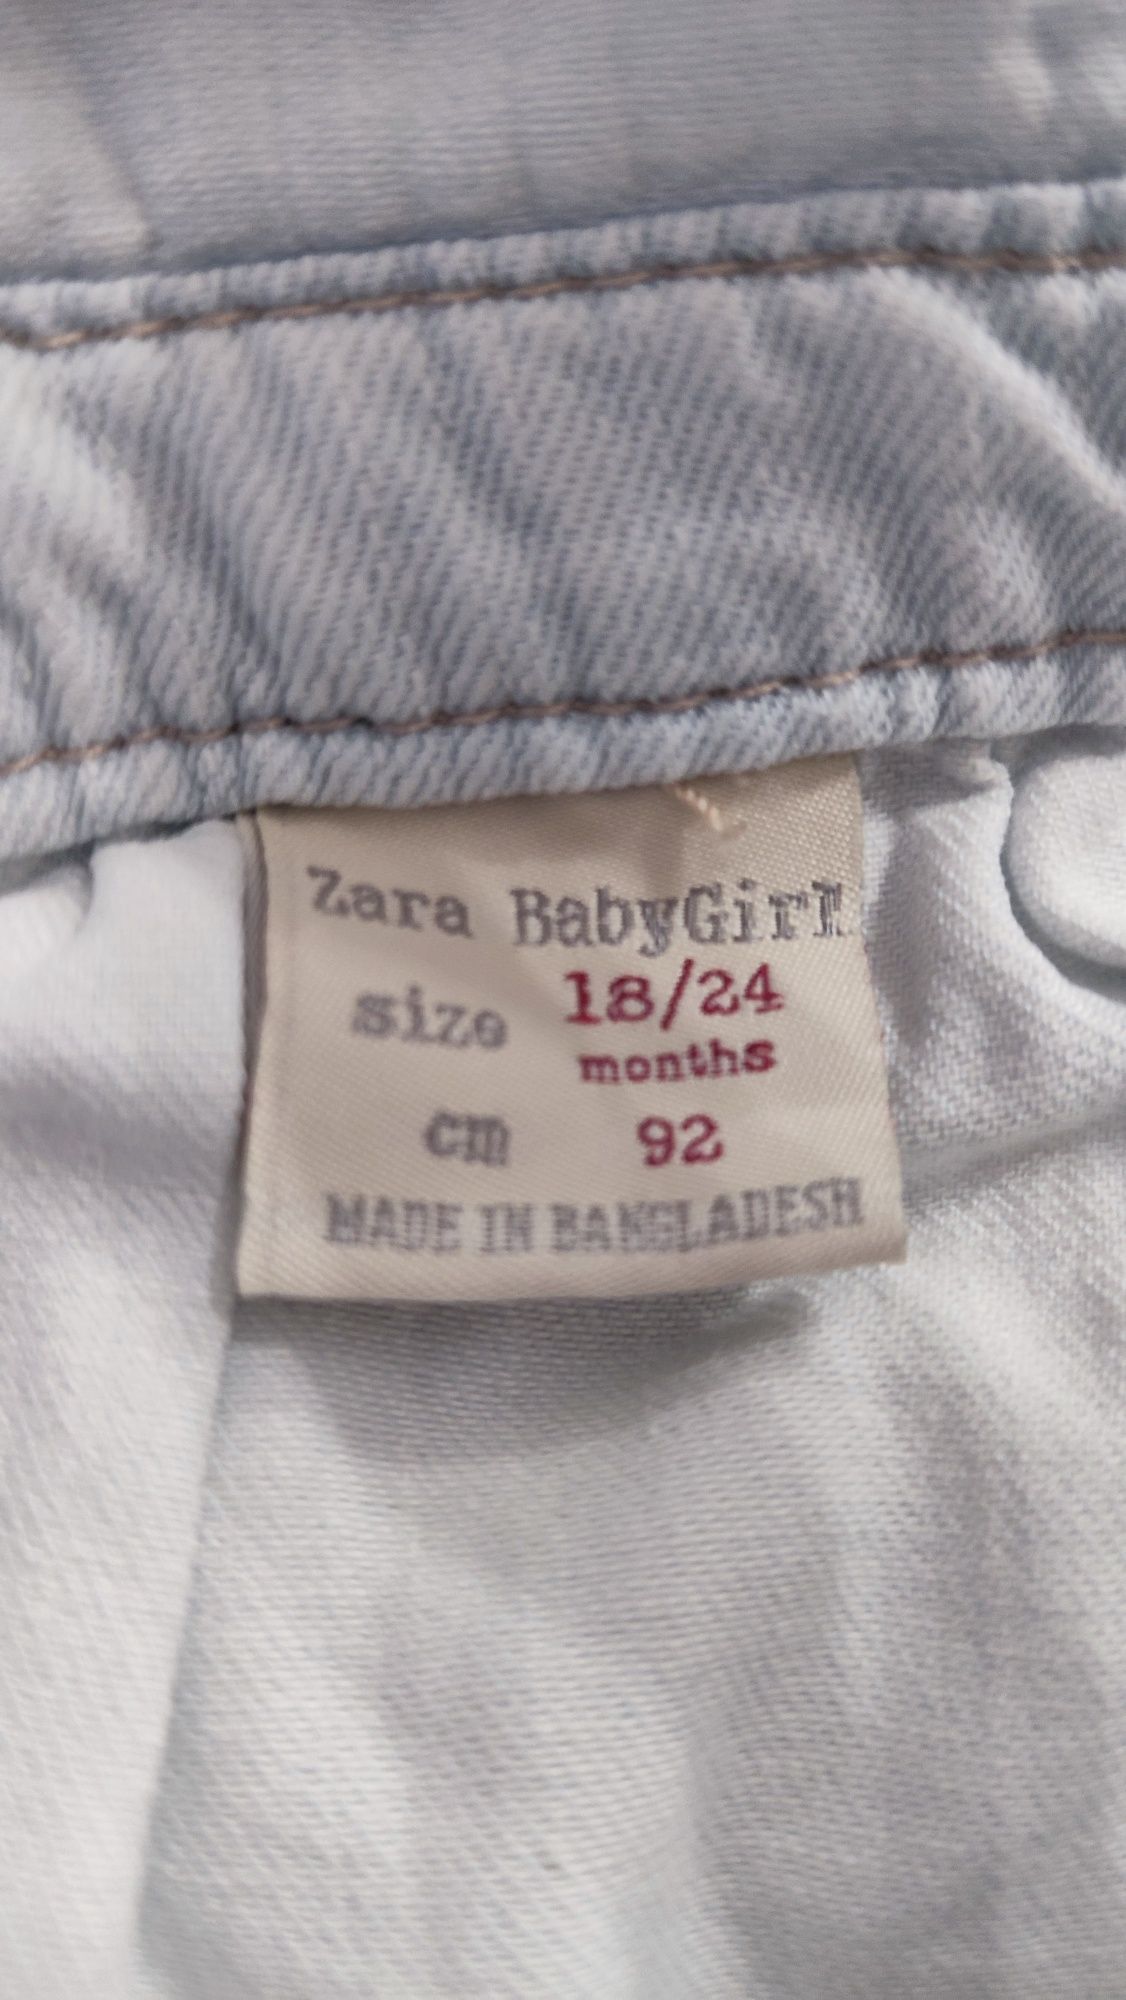 Zara BabyGirl
size 18/24
months
cm 92
MADE IN BANGLADESH